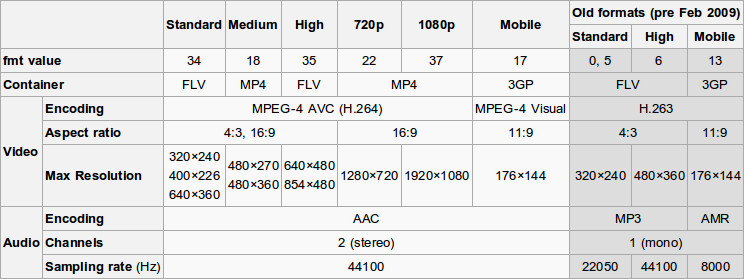 Standard Medium High 720p 1080p Mobile Old formats (pre Feb 2009)
Standard High Mobile
fmt value 34 18 35 22 37 17 0, 5 6 13
Container FLV MP4 FLV MP4 3GP FLV 3GP
Video Encoding MPEG-4 AVC (H.264) MPEG-4 Visual H.263
Aspect ratio 4:3, 16:9 16:9 11:9 4:3 11:9
Max Resolution 320×240 400×226 640×360 480×270 480×360 640×480 854×480 1280×720 1920×1080 176×144 320×240 480×360 176×144
Audio Encoding AAC MP3 AMR
Channels 2 (stereo) 1 (mono)
Sampling rate (Hz) 44100 22050 44100 8000